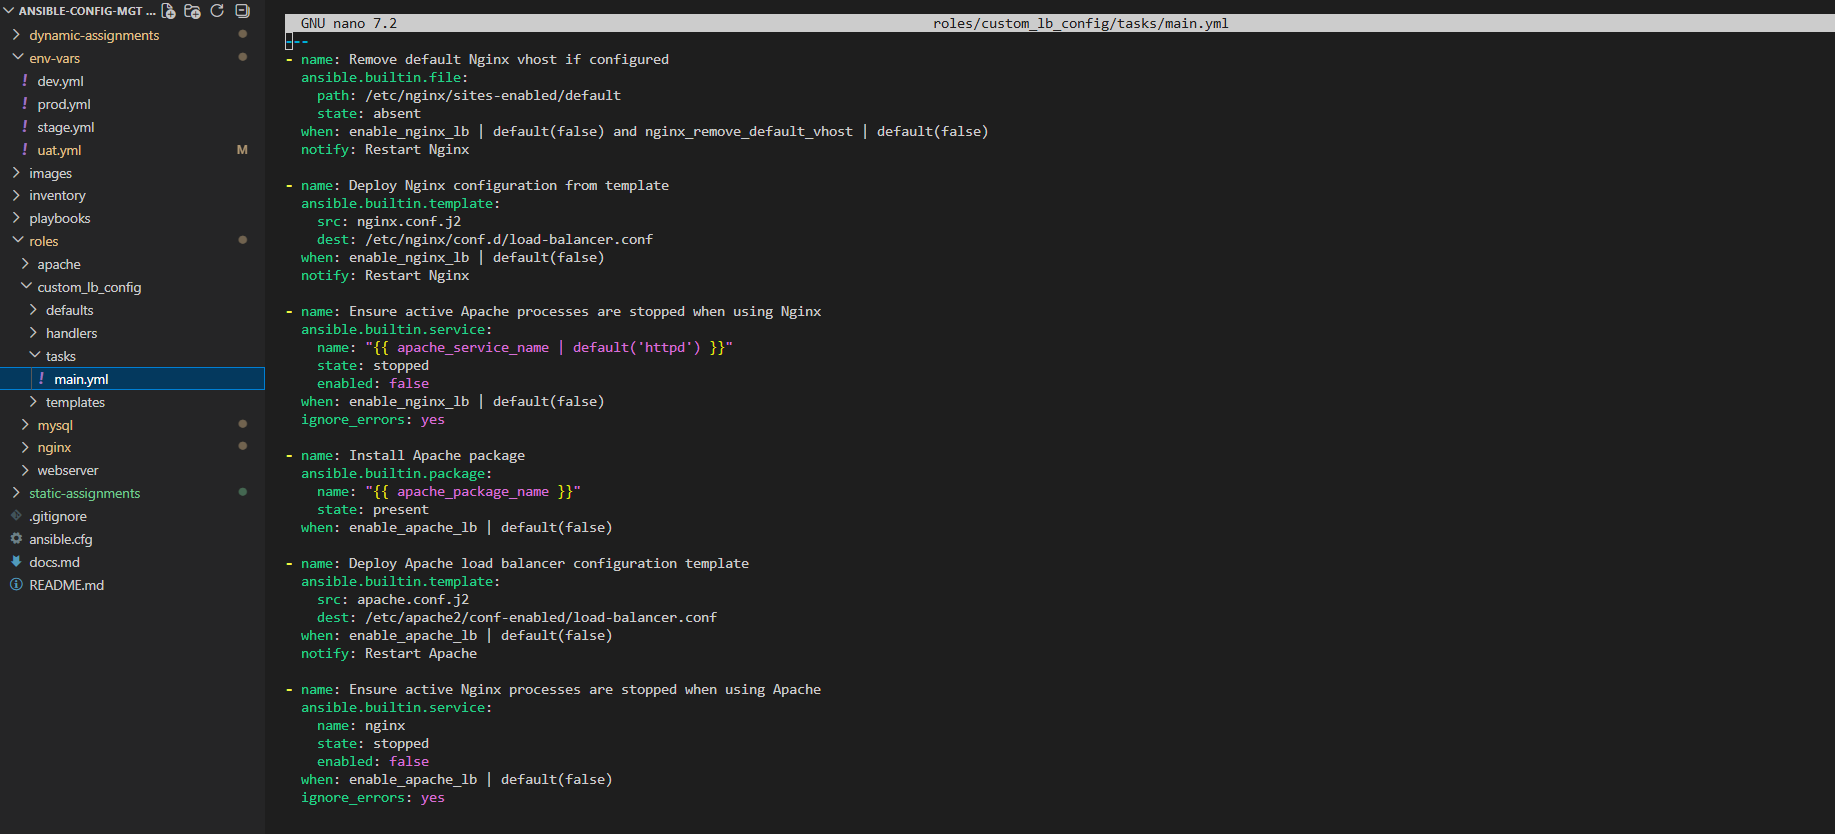 ANSIBLE-CONFIG-MGT ...
dynamic-assignments
env-vars
! dev.yml
! prod.yml
! stage.yml
! uat.yml M
images
inventory
playbooks
roles
apache
custom_lb_config
defaults
handlers
tasks
! main.yml
templates
mysql
nginx
webserver
static-assignments
.gitignore
ansible.cfg
docs.md
README.md
GNU nano 7.2 roles/custom_lb_config/tasks/main.yml
---
- name: Remove default Nginx vhost if configured
  ansible.builtin.file:
    path: /etc/nginx/sites-enabled/default
    state: absent
  when: enable_nginx_lb | default(false) and nginx_remove_default_vhost | default(false)
  notify: Restart Nginx
- name: Deploy Nginx configuration from template
  ansible.builtin.template:
    src: nginx.conf.j2
    dest: /etc/nginx/conf.d/load-balancer.conf
  when: enable_nginx_lb | default(false)
  notify: Restart Nginx
- name: Ensure active Apache processes are stopped when using Nginx
  ansible.builtin.service:
    name: "{{ apache_service_name | default('httpd') }}"
    state: stopped
    enabled: false
  when: enable_nginx_lb | default(false)
  ignore_errors: yes
- name: Install Apache package
  ansible.builtin.package:
    name: "{{ apache_package_name }}"
    state: present
  when: enable_apache_lb | default(false)
- name: Deploy Apache load balancer configuration template
  ansible.builtin.template:
    src: apache.conf.j2
    dest: /etc/apache2/conf-enabled/load-balancer.conf
  when: enable_apache_lb | default(false)
  notify: Restart Apache
- name: Ensure active Nginx processes are stopped when using Apache
  ansible.builtin.service:
    name: nginx
    state: stopped
    enabled: false
  when: enable_apache_lb | default(false)
  ignore_errors: yes